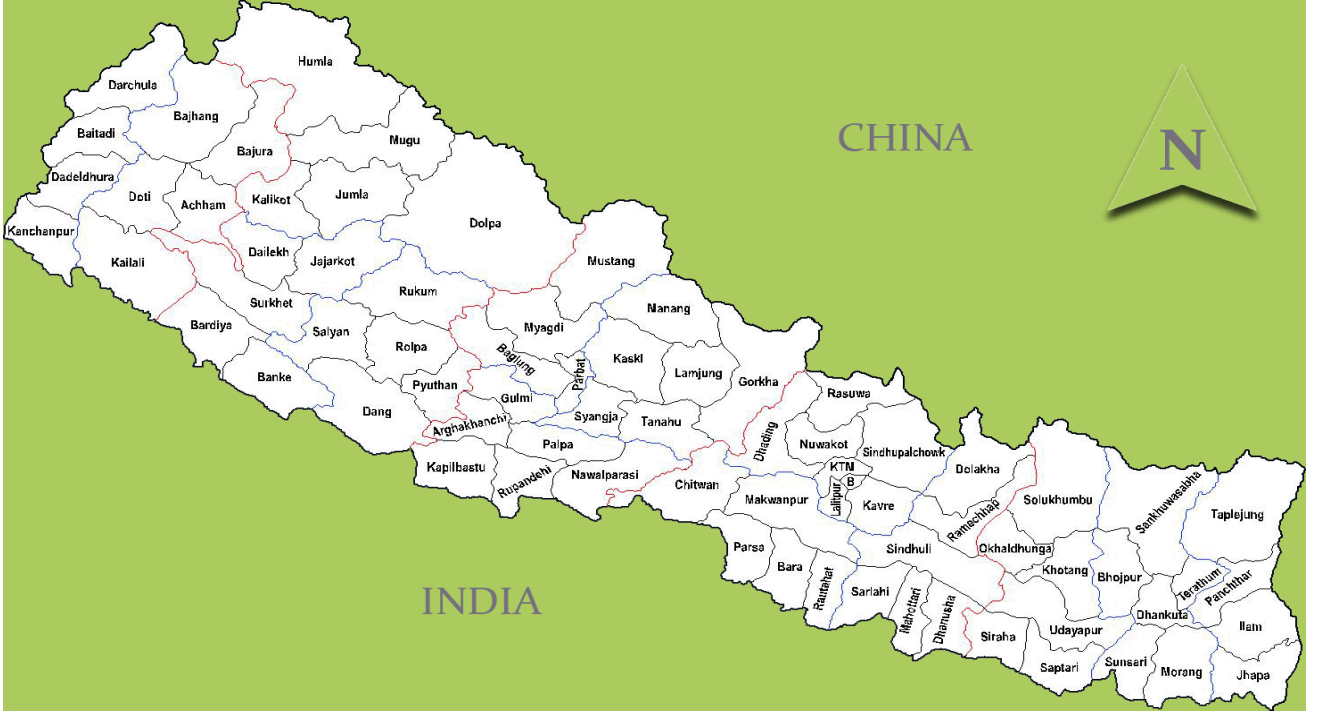 Humla
Darchula
Bajhang
Baitadi
Mugu
Bajura
CHINA
N
Dadeldhura
Doti
Achham
Kalikot
Jumla
Dolpa
Kanchanpur
Dailekh
Kailali
Jajarkot
Mustang
Rukum
Surkhet
Manang
Bardiya
Salyan
Myagdi
Rolpa
Baglung
Parbat
Kaski
Lamjung
Gorkha
Banke
Pyuthan
Gulmi
Rasuwa
Dang
Syangja
Tanahu
Arghakhanchi
Dhading
Nuwakot
Sindhupalchowk
Palpa
Kapilbastu
Rupandehi
Nawalparasi
Chitwan
KTM
B
Dolakha
Makwanpur
Lalitpur
Kavre
Ramechhap
Solukhumbu
Sankhuwasabha
Taplajung
Parsa
Bara
Rautahat
Sindhuli
Okhaldhunga
Khotang
Bhojpur
Terathum
Panchthar
INDIA
Sarlahi
Mahottari
Dhanusha
Siraha
Udayapur
Dhankuta
Ilam
Saptari
Sunsari
Morang
Jhapa